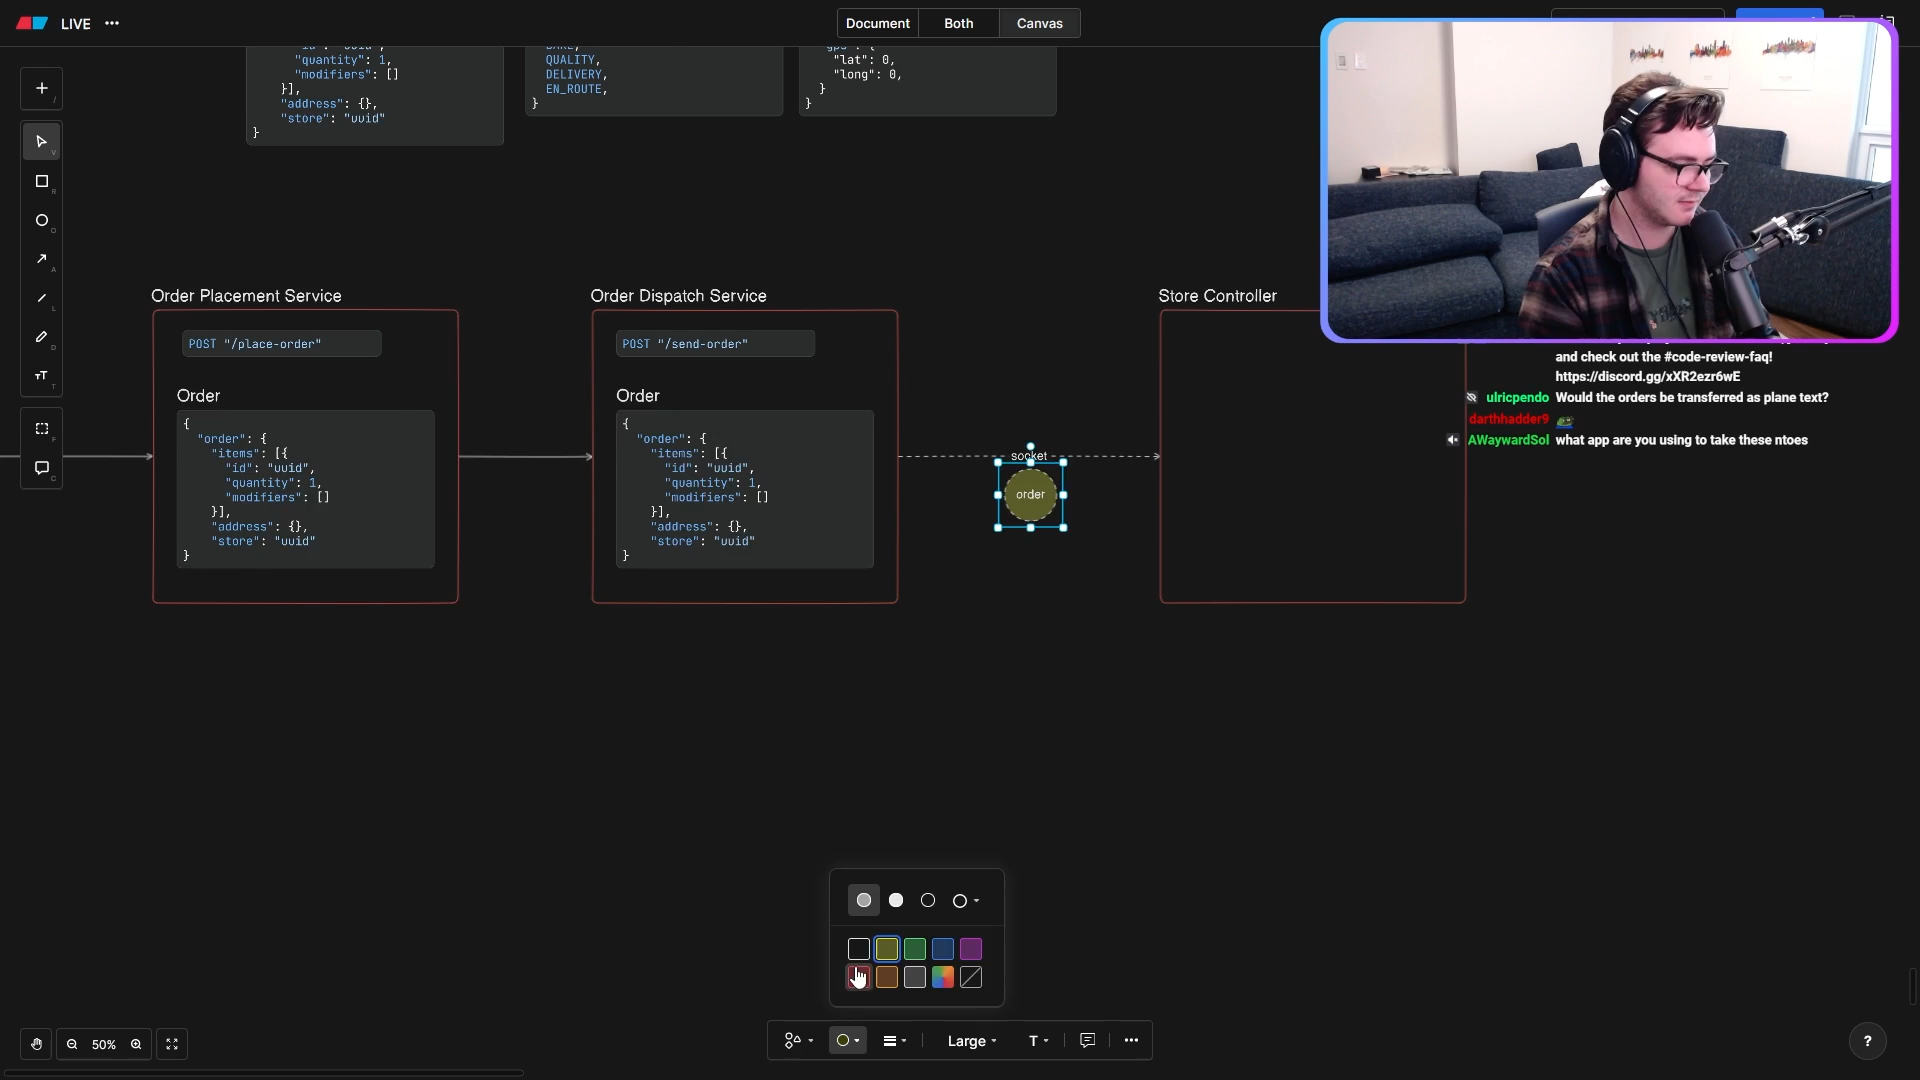 LIVE
Document
Both
Canvas
"quantity": 1,
"modifiers": []
}],
"address": {},
"store": "uuid"
}
QUALITY,
DELIVERY,
EN_ROUTE,
}
"lat": 0,
"long": 0,
}
}
Order Placement Service
POST "/place-order"
Order
{
"order": {
"items": [{
"id": "uuid",
"quantity": 1,
"modifiers": []
}],
"address": {},
"store": "uuid"
}
Order Dispatch Service
POST "/send-order"
Order
{
"order": {
"items": [{
"id": "uuid",
"quantity": 1,
"modifiers": []
}],
"address": {},
"store": "uuid"
}
socket
order
Store Controller
and check out the #code-review-faq!
https://discord.gg/xXR2ezr6wE
ulricpendo Would the orders be transferred as plane text?
darthhadder9
AWaywardSol what app are you using to take these ntoes
50%
Large
T
?